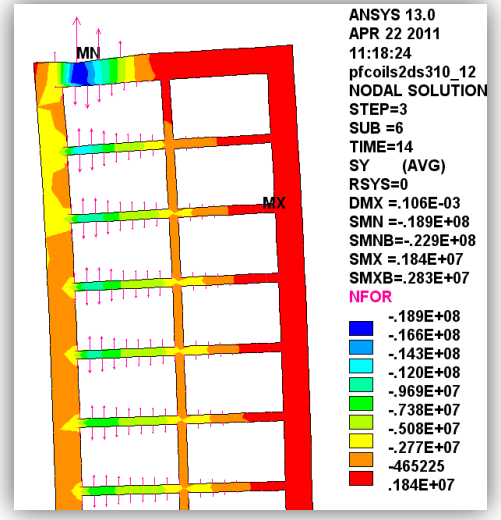 MN
MX
ANSYS 13.0
APR 22 2011
11:18:24
pfcoils2ds310_12
NODAL SOLUTION
STEP=3
SUB =6
TIME=14
SY (AVG)
RSYS=0
DMX =.106E-03
SMN =-.189E+08
SMNB=-.229E+08
SMX =.184E+07
SMXB=.283E+07
NFOR
-.189E+08
-.166E+08
-.143E+08
-.120E+08
-.969E+07
-.738E+07
-.508E+07
-.277E+07
-465225
.184E+07